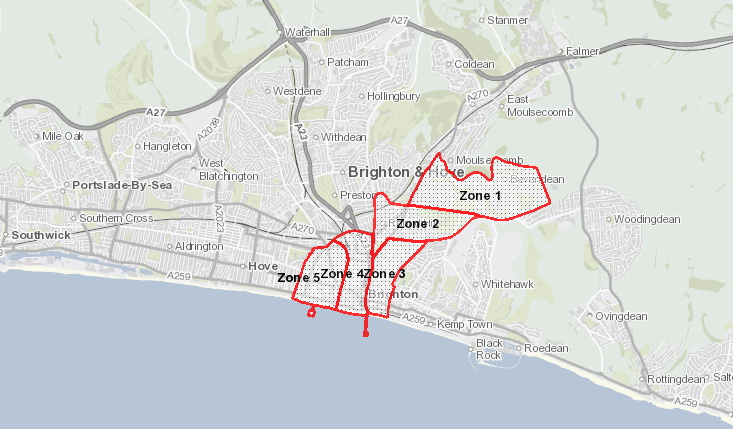 Stanmer
A27
Waterhall
Falmer
Patcham
Coldean
Westdene
Hollingbury
A270
East
Moulsecoomb
A27
A2038
A23
Mile Oak
Withdean
Hangleton
Moulsecoomb
West
Blatchington
Brighton & Hove
Bevendean
Portslade-By-Sea
Preston
Zone 1
Southern Cross
A2023
A270
Zone 2
Woodingdean
Southwick
Aldrington
Hove
A259
Zone 5
Zone 4
Zone 3
Whitehawk
Brighton
A259
Kemp Town
Ovingdean
Black
Rock
Roedean
Rottingdean
Salt
A259